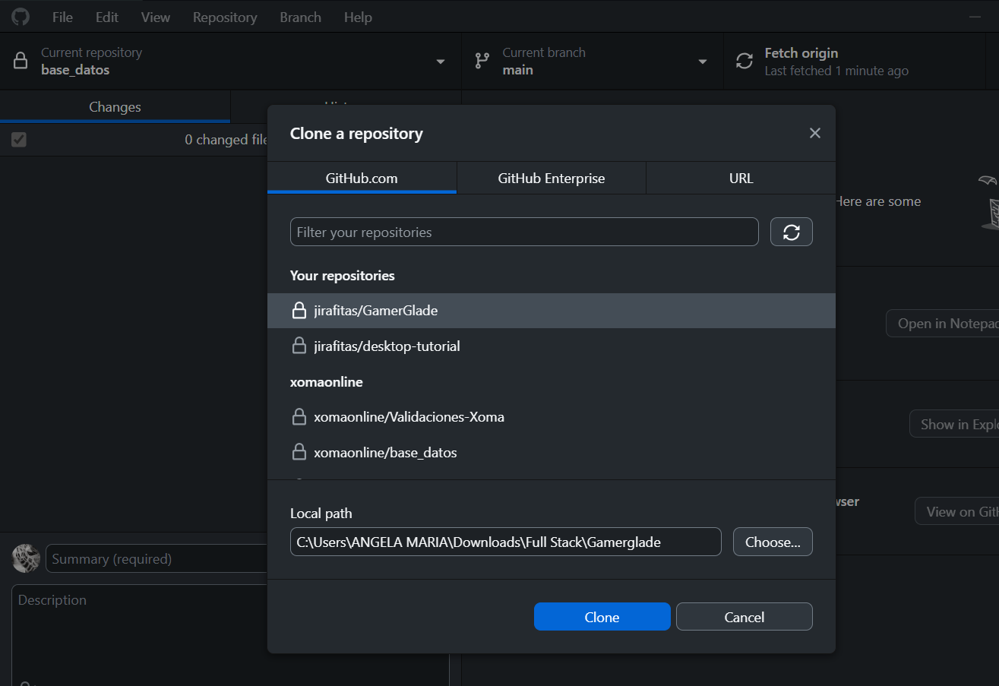 File Edit View Repository Branch Help
Current repository
base_datos
Current branch
main
Fetch origin
Last fetched 1 minute ago
Changes
0 changed file
Clone a repository
GitHub.com GitHub Enterprise URL
Filter your repositories
Your repositories
jirafitas/GamerGlade
jirafitas/desktop-tutorial
xomaonline
xomaonline/Validaciones-Xoma
xomaonline/base_datos
Local path
C:\Users\ANGELA MARIA\Downloads\Full Stack\Gamerglade
Choose...
Clone Cancel
Here are some
Open in Notepad
Show in Explo
wser
View on GitH
Summary (required)
Description